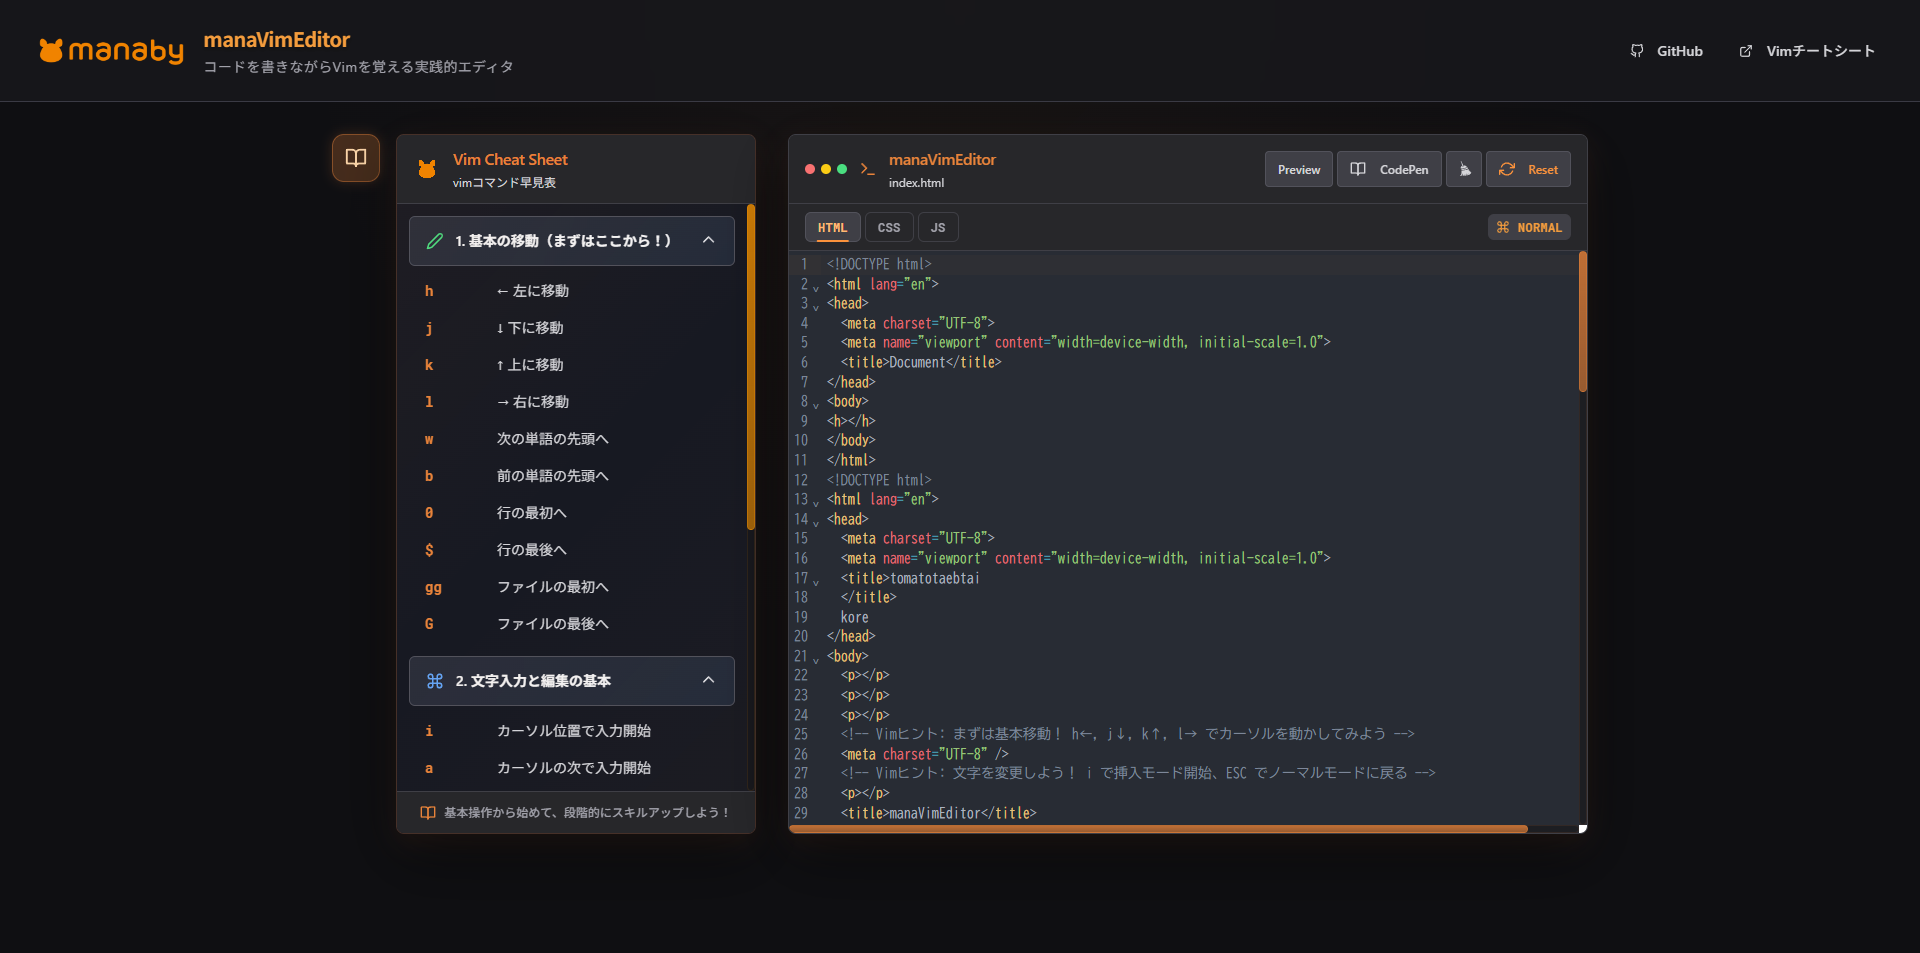 manaby
manaVimEditor
コードを書きながらVimを覚える実践的エディタ
GitHub
Vimチートシート
Vim Cheat Sheet
vimコマンド早見表
1. 基本の移動（まずはここから！）
h ← 左に移動
j ↓ 下に移動
k ↑ 上に移動
l → 右に移動
w 次の単語の先頭へ
b 前の単語の先頭へ
0 行の最初へ
$ 行の最後へ
gg ファイルの最初へ
G ファイルの最後へ
2. 文字入力と編集の基本
i カーソル位置で入力開始
a カーソルの次で入力開始
基本操作から始めて、段階的にスキルアップしよう！
manaVimEditor
index.html
Preview
CodePen
Reset
HTML CSS JS
⌘ NORMAL
1 <!DOCTYPE html>
2 <html lang="en">
3 <head>
4 <meta charset="UTF-8">
5 <meta name="viewport" content="width=device-width, initial-scale=1.0">
6 <title>Document</title>
7 </head>
8 <body>
9 <h></h>
10 </body>
11 </html>
12 <!DOCTYPE html>
13 <html lang="en">
14 <head>
15 <meta charset="UTF-8">
16 <meta name="viewport" content="width=device-width, initial-scale=1.0">
17 <title>tomatotaebtai
18 </title>
19 kore
20 </head>
21 <body>
22 <p></p>
23 <p></p>
24 <p></p>
25 <!-- Vimヒント: まずは基本移動！ h←, j↓, k↑, l→ でカーソルを動かしてみよう -->
26 <meta charset="UTF-8" />
27 <!-- Vimヒント: 文字を変更しよう！ i で挿入モード開始、ESC でノーマルモードに戻る -->
28 <p></p>
29 <title>manaVimEditor</title>